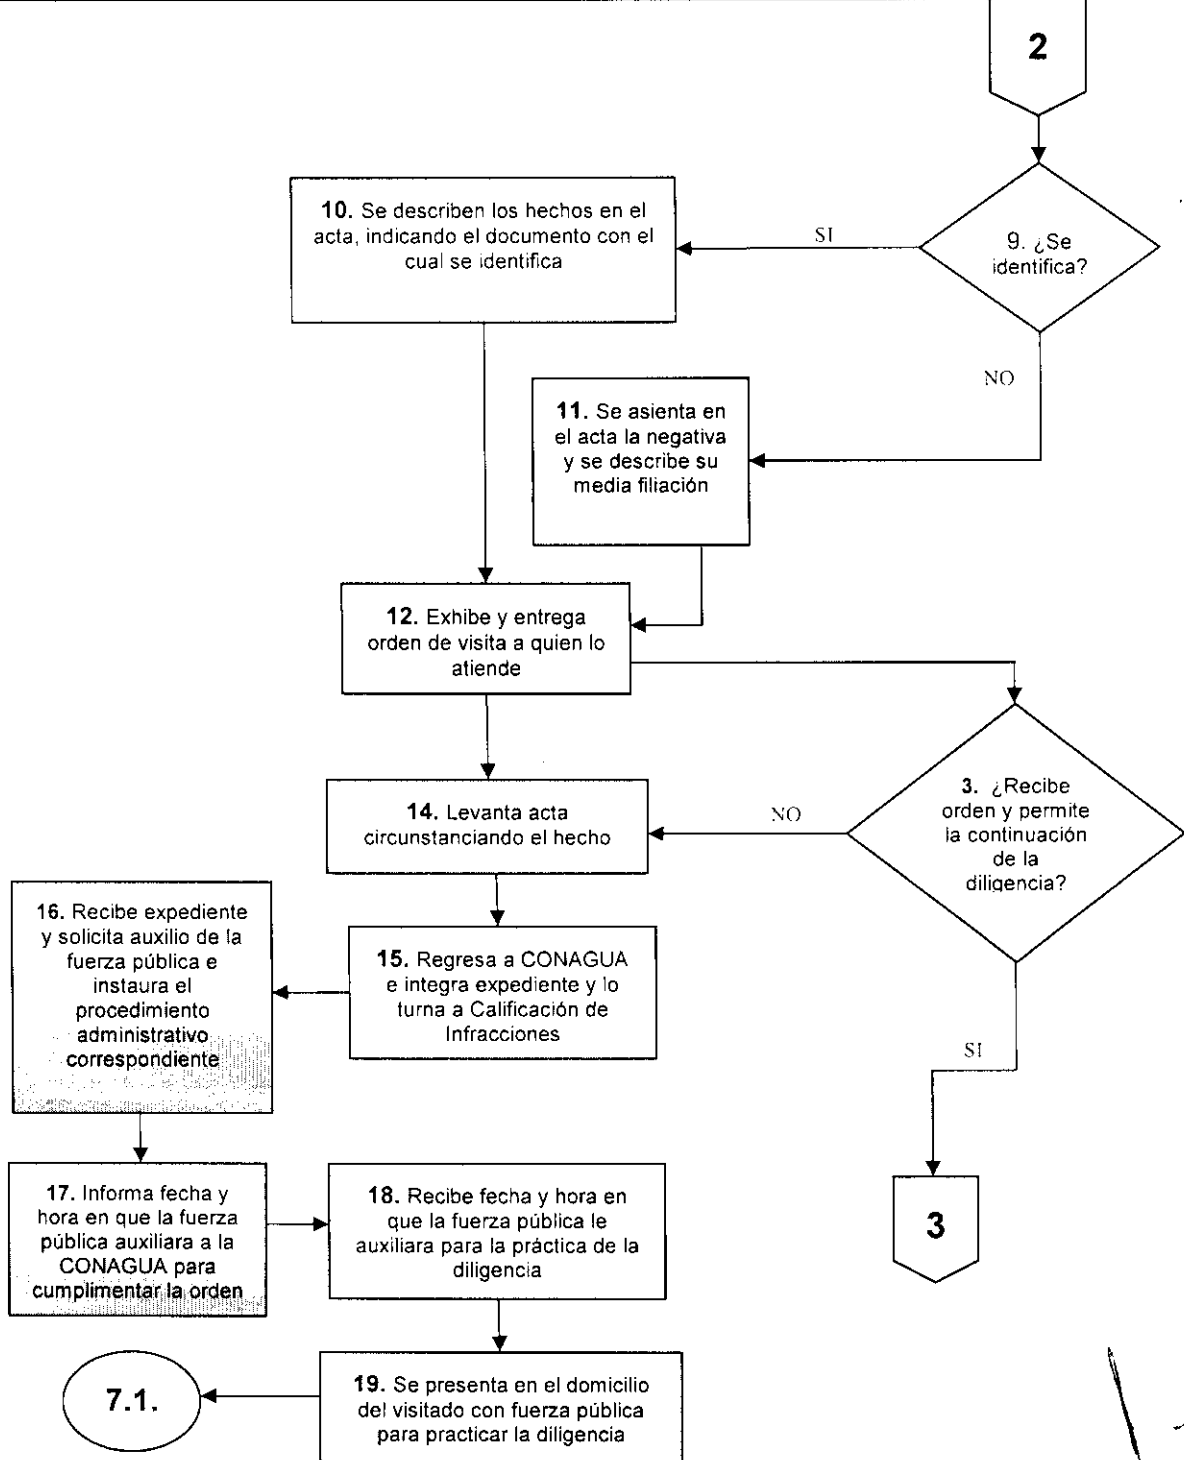 2
9. ¿Se
identifica?
SI
10. Se describen los hechos en el
acta, indicando el documento con el
cual se identifica
NO
11. Se asienta en
el acta la negativa
y se describe su
media filiación
12. Exhibe y entrega
orden de visita a quien lo
atiende
3. ¿Recibe
orden y permite
la continuación
de la
diligencia?
NO
14. Levanta acta
circunstanciando el hecho
15. Regresa a CONAGUA
e integra expediente y lo
turna a Calificación de
Infracciones
16. Recibe expediente
y solicita auxilio de la
fuerza pública e
instaura el
procedimiento
administrativo
correspondiente
SI
3
17. Informa fecha y
hora en que la fuerza
pública auxiliara a la
CONAGUA para
cumplimentar la orden
18. Recibe fecha y hora en
que la fuerza pública le
auxiliara para la práctica de la
diligencia
19. Se presenta en el domicilio
del visitado con fuerza pública
para practicar la diligencia
7.1.